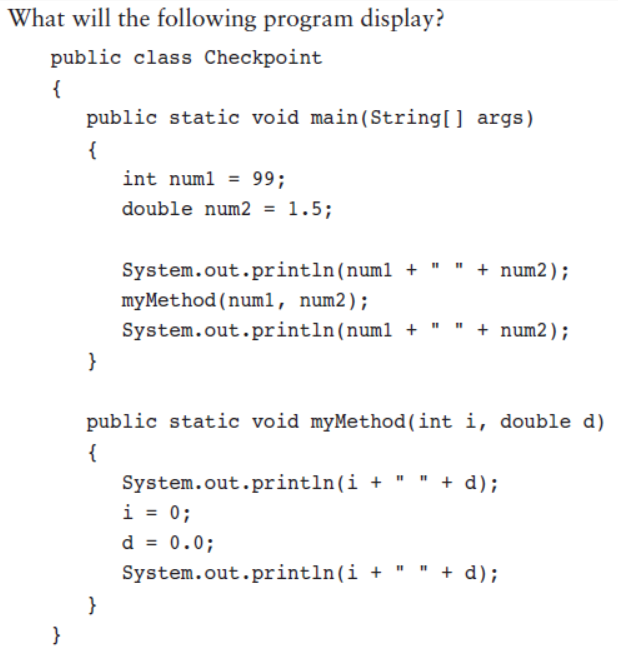 What will the following program display?
public class Checkpoint
{
public static void main(String[] args)
{
int num1 = 99;
double num2 = 1.5;
System.out.println(num1 + " " + num2);
myMethod(num1, num2);
System.out.println(num1 + " " + num2);
}
public static void myMethod(int i, double d)
{
System.out.println(i + " " + d);
i = 0;
d = 0.0;
System.out.println(i + " " + d);
}
}